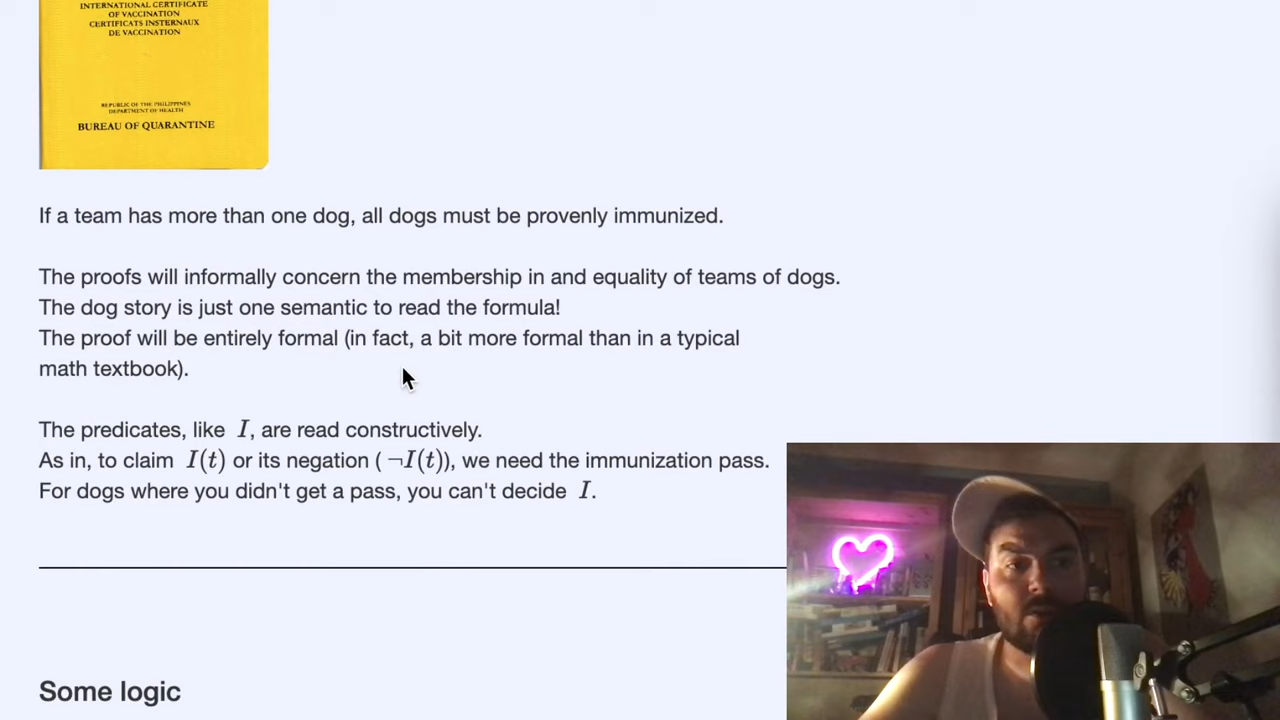 INTERNATIONAL CERTIFICATE
OF VACCINATION
CERTIFICATS INSTERNAUX
DE VACCINATION
REPUBLIC OF THE PHILIPPINES
DEPARTMENT OF HEALTH
BUREAU OF QUARANTINE
If a team has more than one dog, all dogs must be provenly immunized.
The proofs will informally concern the membership in and equality of teams of dogs.
The dog story is just one semantic to read the formula!
The proof will be entirely formal (in fact, a bit more formal than in a typical
math textbook).
The predicates, like I, are read constructively.
As in, to claim I(t) or its negation (¬I(t)), we need the immunization pass.
For dogs where you didn't get a pass, you can't decide I.
Some logic